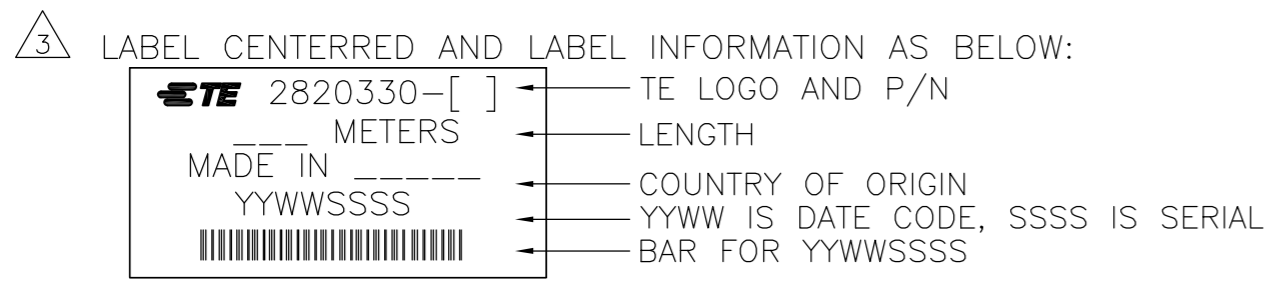 3 LABEL CENTERRED AND LABEL INFORMATION AS BELOW:
TE 2820330-[ ] TE LOGO AND P/N
___ METERS LENGTH
MADE IN _____ COUNTRY OF ORIGIN
YYWWSSSS YYWW IS DATE CODE, SSSS IS SERIAL
BAR FOR YYWWSSSS